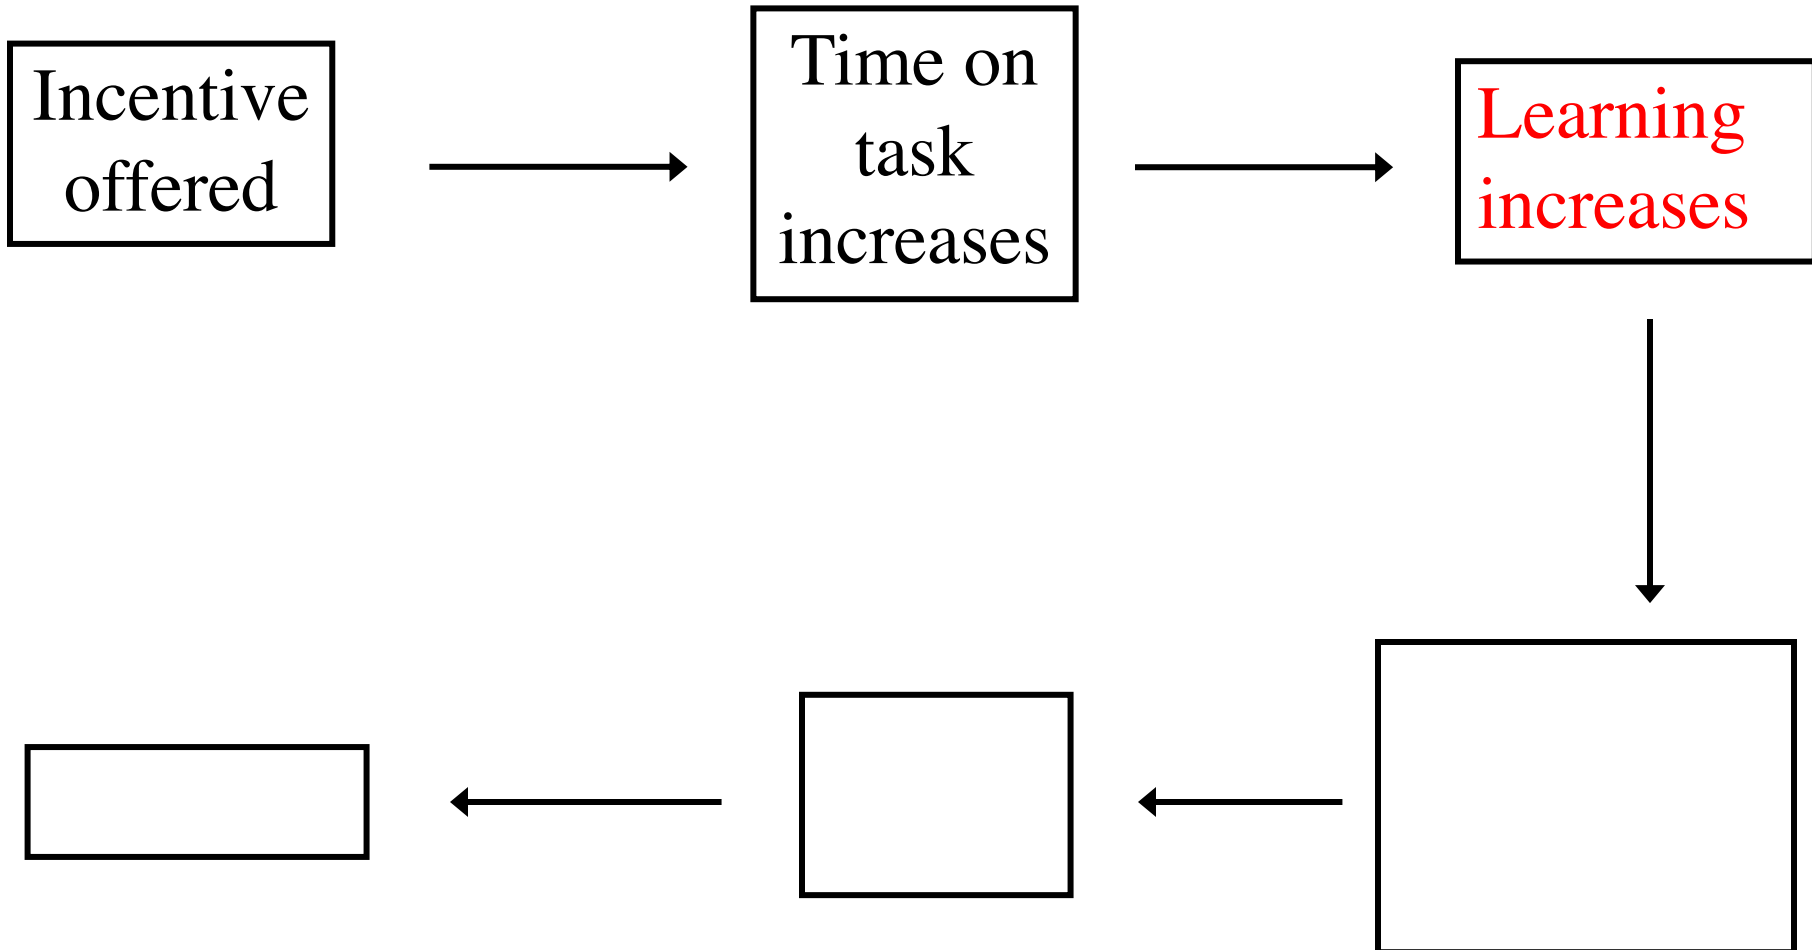 Incentive
offered
Time on
task
increases
Learning
increases